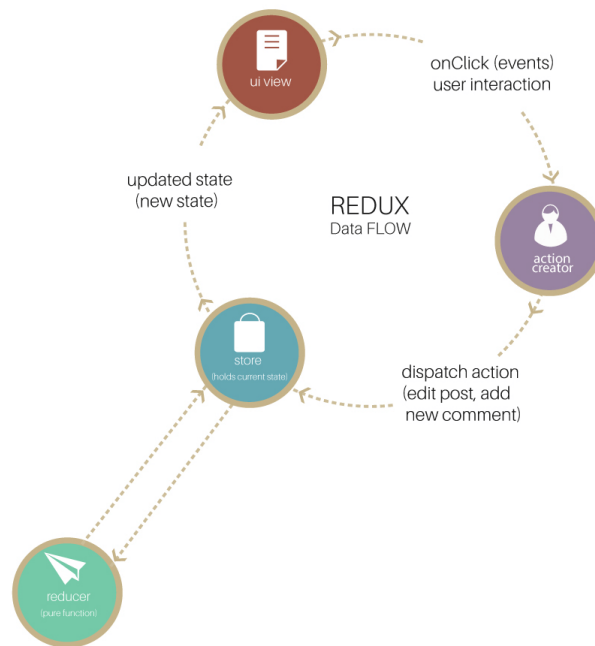 ui view
onClick (events)
user interaction
updated state
(new state)
REDUX
Data FLOW
action
creator
store
(holds current state)
dispatch action
(edit post, add
new comment)
reducer
(pure function)